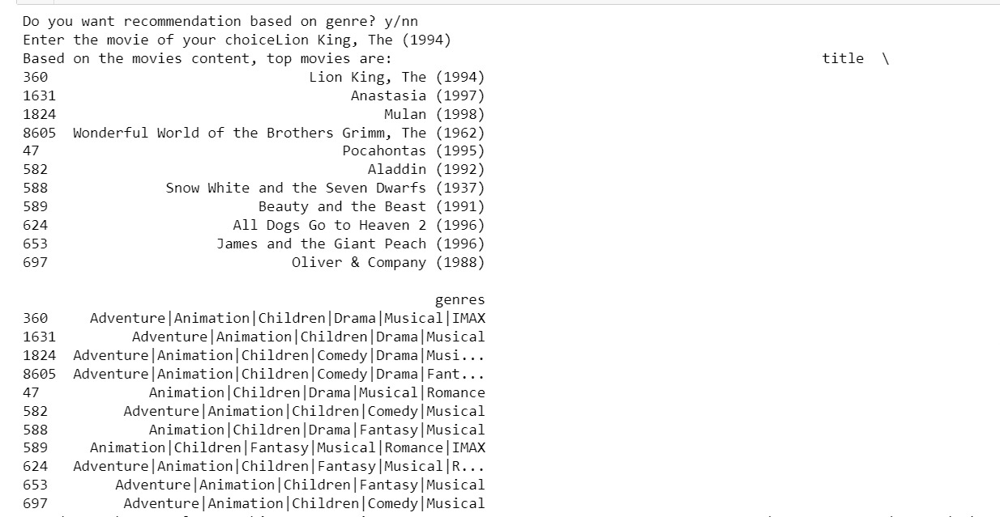 Do you want recommendation based on genre? y/nn
Enter the movie of your choiceLion King, The (1994)
Based on the movies content, top movies are: title \
360 Lion King, The (1994)
1631 Anastasia (1997)
1824 Mulan (1998)
8605 Wonderful World of the Brothers Grimm, The (1962)
47 Pocahontas (1995)
582 Aladdin (1992)
588 Snow White and the Seven Dwarfs (1937)
589 Beauty and the Beast (1991)
624 All Dogs Go to Heaven 2 (1996)
653 James and the Giant Peach (1996)
697 Oliver & Company (1988)
genres
360 Adventure|Animation|Children|Drama|Musical|IMAX
1631 Adventure|Animation|Children|Drama|Musical
1824 Adventure|Animation|Children|Comedy|Drama|Musi...
8605 Adventure|Animation|Children|Comedy|Drama|Fant...
47 Animation|Children|Drama|Musical|Romance
582 Adventure|Animation|Children|Comedy|Musical
588 Animation|Children|Drama|Fantasy|Musical
589 Animation|Children|Fantasy|Musical|Romance|IMAX
624 Adventure|Animation|Children|Fantasy|Musical|R...
653 Adventure|Animation|Children|Fantasy|Musical
697 Adventure|Animation|Children|Comedy|Musical